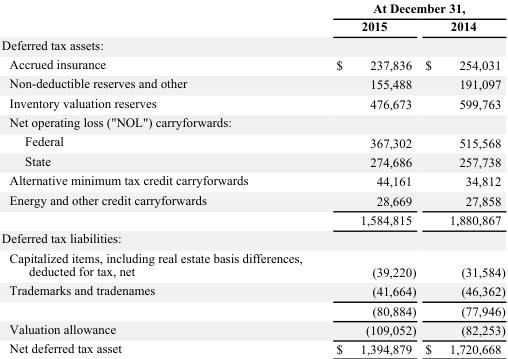 At December 31,
2015 2014
Deferred tax assets:
Accrued insurance $ 237,836 $ 254,031
Non-deductible reserves and other 155,488 191,097
Inventory valuation reserves 476,673 599,763
Net operating loss ("NOL") carryforwards:
Federal 367,302 515,568
State 274,686 257,738
Alternative minimum tax credit carryforwards 44,161 34,812
Energy and other credit carryforwards 28,669 27,858
1,584,815 1,880,867
Deferred tax liabilities:
Capitalized items, including real estate basis differences,
deducted for tax, net (39,220) (31,584)
Trademarks and tradenames (41,664) (46,362)
(80,884) (77,946)
Valuation allowance (109,052) (82,253)
Net deferred tax asset $ 1,394,879 $ 1,720,668